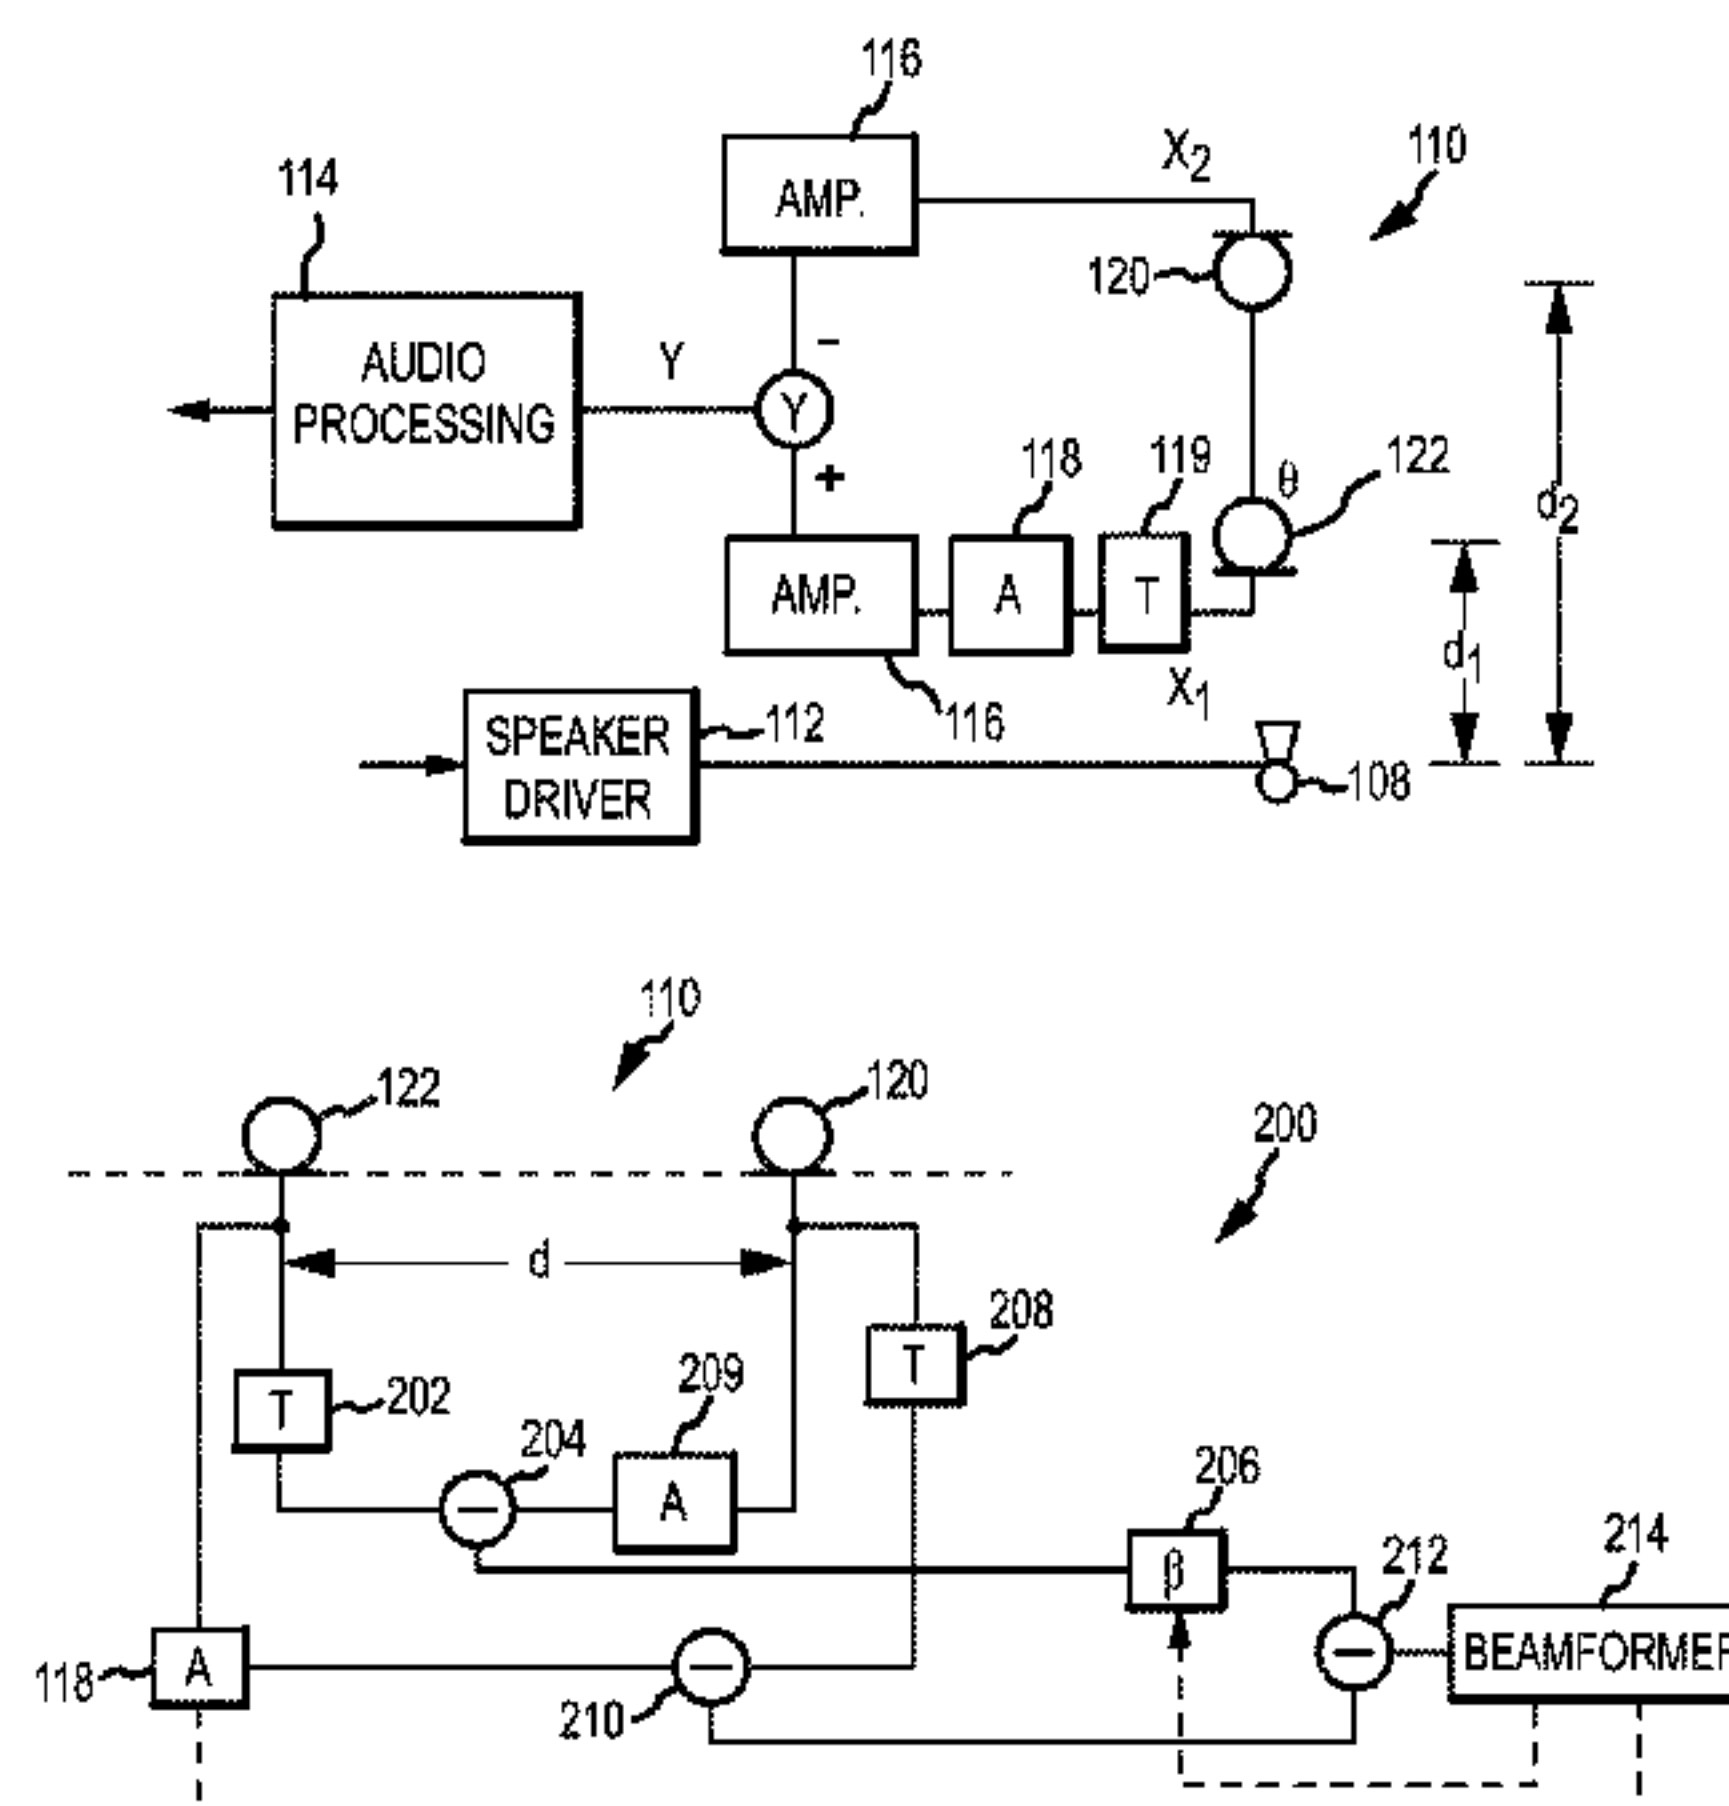 116
X2
110
114
AMP.
120
AUDIO
PROCESSING
Y
−
Y
+
118
119
θ
122
d2
AMP.
A
T
d1
X1
116
SPEAKER
DRIVER
112
108
110
122
120
200
d
208
T
209
T
202
204
A
206
β
212
214
BEAMFORMER
−
−
118
A
−
210